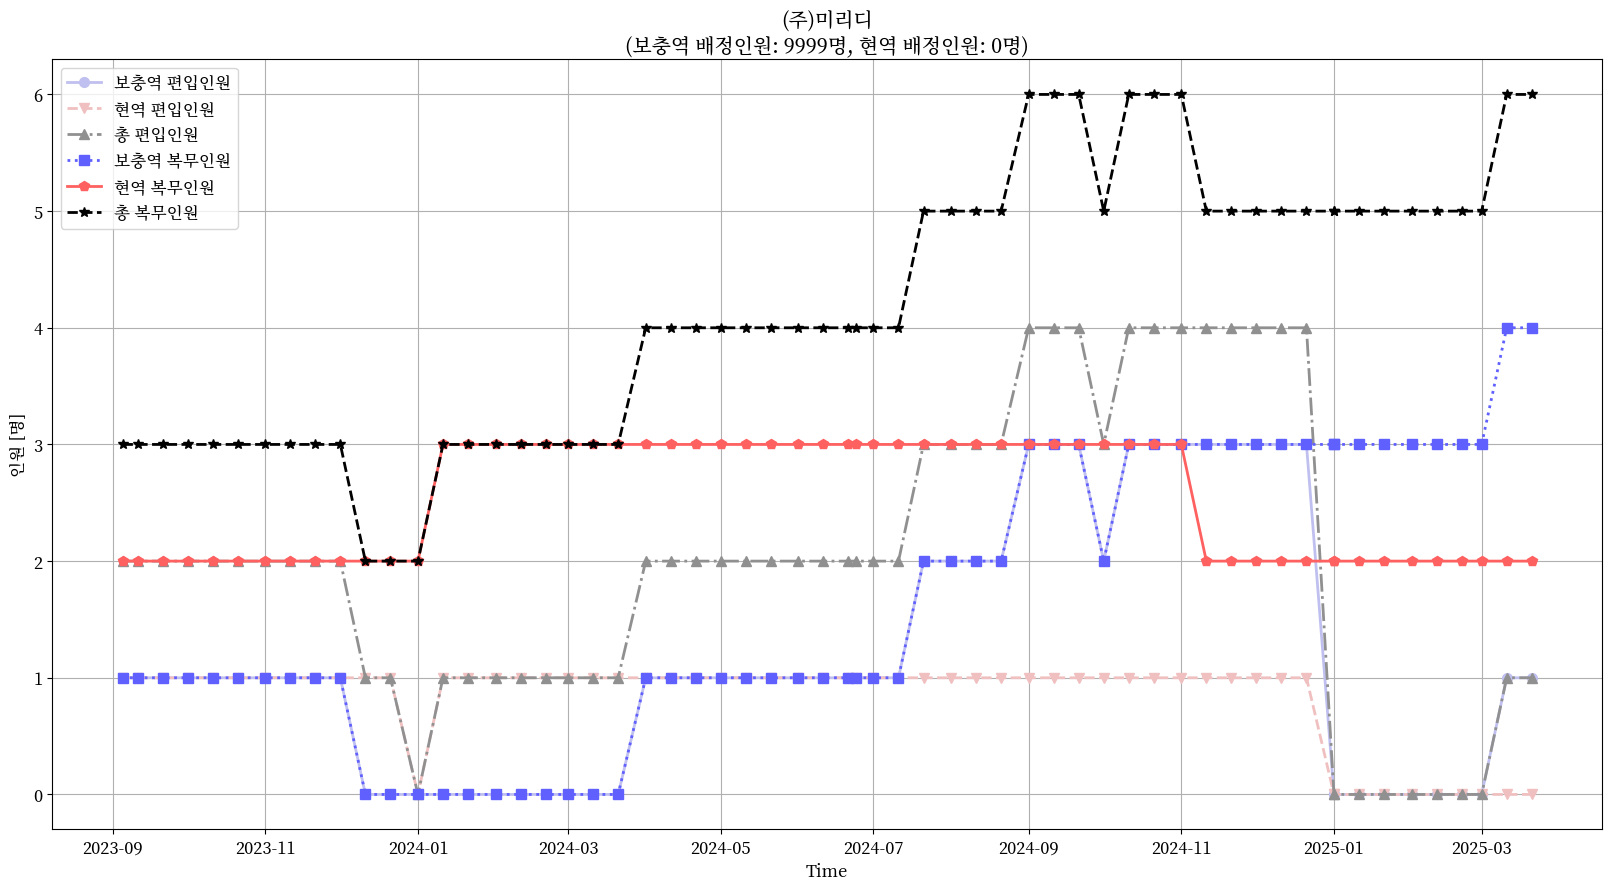 (주)미리디
(보충역 배정인원: 9999명, 현역 배정인원: 0명)
보충역 편입인원
현역 편입인원
총 편입인원
보충역 복무인원
현역 복무인원
총 복무인원
인원 [명]
6
5
4
3
2
1
0
2023-09 2023-11 2024-01 2024-03 2024-05 2024-07 2024-09 2024-11 2025-01 2025-03
Time